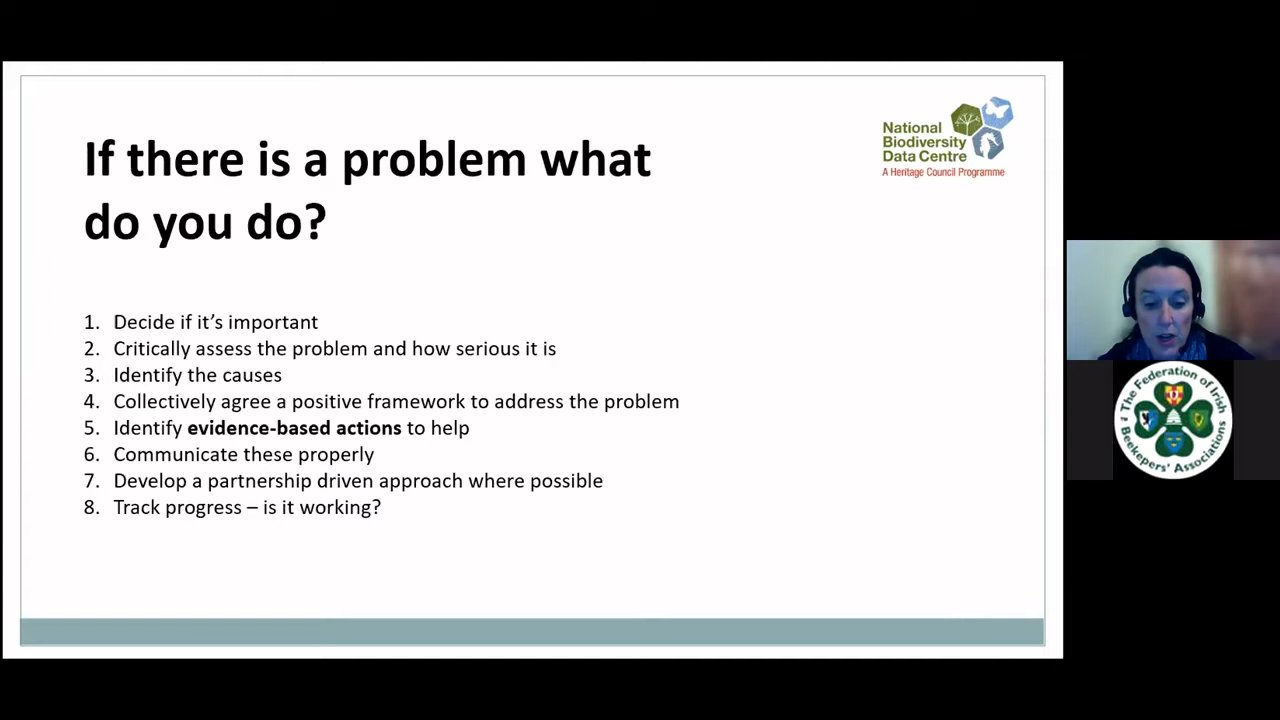 If there is a problem what
do you do?
National
Biodiversity
Data Centre
A Heritage Council Programme
1. Decide if it's important
2. Critically assess the problem and how serious it is
3. Identify the causes
4. Collectively agree a positive framework to address the problem
5. Identify evidence-based actions to help
6. Communicate these properly
7. Develop a partnership driven approach where possible
8. Track progress – is it working?
The Federation of Irish
Beekepers' Associations